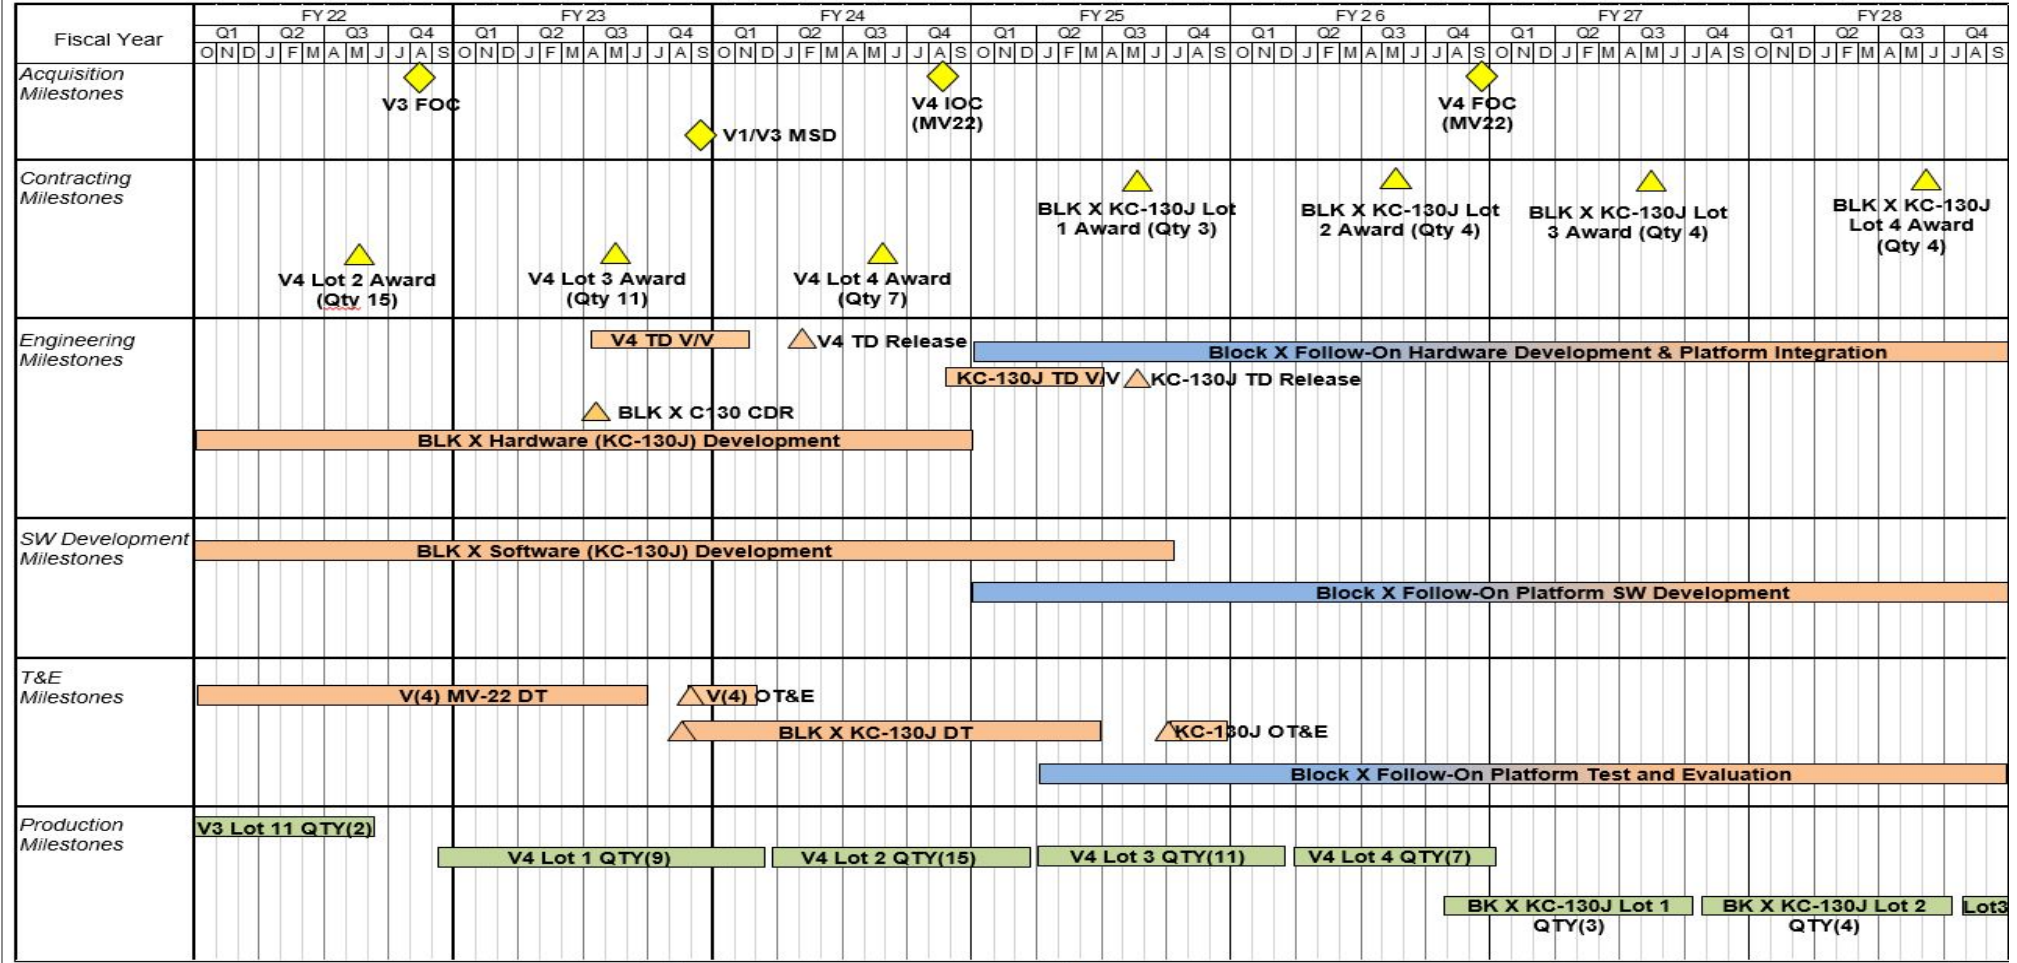 Fiscal Year
FY 22 FY 23 FY 24 FY 25 FY 2 6 FY 27 FY28
Q1 Q2 Q3 Q4 Q1 Q2 Q3 Q4 Q1 Q2 Q3 Q4 Q1 Q2 Q3 Q4 Q1 Q2 Q3 Q4 Q1 Q2 Q3 Q4 Q1 Q2 Q3 Q4
O N D J F M A M J J A S O N D J F M A M J J A S O N D J F M A M J J A S O N D J F M A M J J A S O N D J F M A M J J A S O N D J F M A M J J A S O N D J F M A M J J A S
Acquisition
Milestones
V3 FOC
V1/V3 MSD
V4 IOC
(MV22)
V4 FOC
(MV22)
Contracting
Milestones
V4 Lot 2 Award
(Qty 15)
V4 Lot 3 Award
(Qty 11)
V4 Lot 4 Award
(Qty 7)
BLK X KC-130J Lot
1 Award (Qty 3)
BLK X KC-130J Lot
2 Award (Qty 4)
BLK X KC-130J Lot
3 Award (Qty 4)
BLK X KC-130J
Lot 4 Award
(Qty 4)
Engineering
Milestones
V4 TD V/V
V4 TD Release
Block X Follow-On Hardware Development & Platform Integration
KC-130J TD V/V
KC-130J TD Release
BLK X C130 CDR
BLK X Hardware (KC-130J) Development
SW Development
Milestones
BLK X Software (KC-130J) Development
Block X Follow-On Platform SW Development
T&E
Milestones
V(4) MV-22 DT
V(4) OT&E
BLK X KC-130J DT
KC-130J OT&E
Block X Follow-On Platform Test and Evaluation
Production
Milestones
V3 Lot 11 QTY(2)
V4 Lot 1 QTY(9)
V4 Lot 2 QTY(15)
V4 Lot 3 QTY(11)
V4 Lot 4 QTY(7)
BK X KC-130J Lot 1
QTY(3)
BK X KC-130J Lot 2
QTY(4)
Lot3